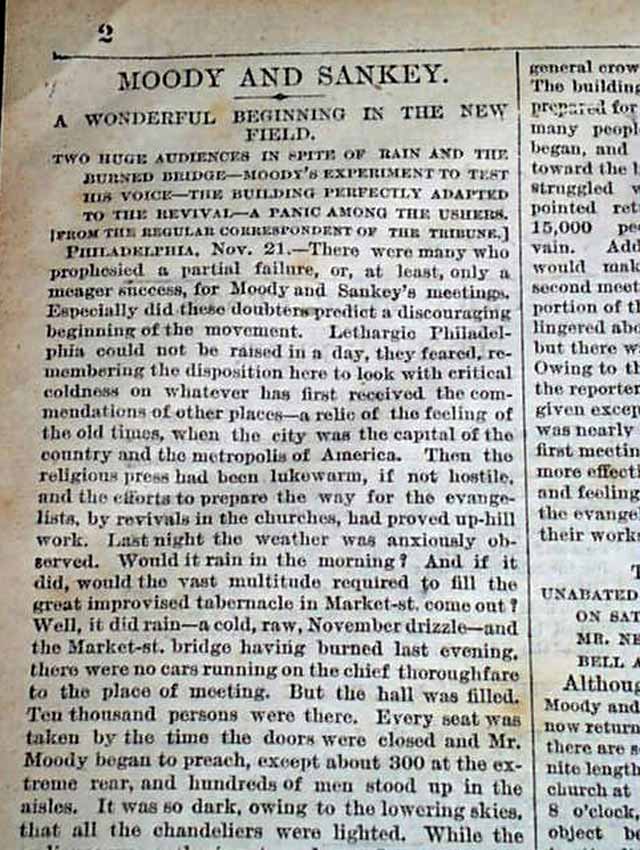 2
MOODY AND SANKEY.
A WONDERFUL BEGINNING IN THE NEW
FIELD.
TWO HUGE AUDIENCES IN SPITE OF RAIN AND THE
BURNED BRIDGE—MOODY'S EXPERIMENT TO TEST
HIS VOICE—THE BUILDING PERFECTLY ADAPTED
TO THE REVIVAL—A PANIC AMONG THE USHERS.
[FROM THE REGULAR CORRESPONDENT OF THE TRIBUNE.]
PHILADELPHIA, Nov. 21.—There were many who
prophesied a partial failure, or, at least, only a
meager success, for Moody and Sankey's meetings.
Especially did these doubters predict a discouraging
beginning of the movement. Lethargic Philadel-
phia could not be raised in a day, they feared, re-
membering the disposition here to look with critical
coldness on whatever has first received the com-
mendations of other places—a relic of the feeling of
the old times, when the city was the capital of the
country and the metropolis of America. Then the
religious press had been lukewarm, if not hostile,
and the efforts to prepare the way for the evange-
lists, by revivals in the churches, had proved up-hill
work. Last night the weather was anxiously ob-
served. Would it rain in the morning? And if it
did, would the vast multitude required to fill the
great improvised tabernacle in Market-st. come out?
Well, it did rain—a cold, raw, November drizzle—and
the Market-st. bridge having burned last evening,
there were no cars running on the chief thoroughfare
to the place of meeting. But the hall was filled.
Ten thousand persons were there. Every seat was
taken by the time the doors were closed and Mr.
Moody began to preach, except about 300 at the ex-
treme rear, and hundreds of men stood up in the
aisles. It was so dark, owing to the lowering skies,
that all the chandeliers were lighted. While the
general crow
The building
prepared for
many peopl
began, and
toward the
struggled
pointed ret
15,000 pe
vain. Add
would mak
second meet
portion of th
lingered abo
but there w
Owing to th
the reporter
given excep
was nearly
first meetin
more effecti
and feeling
the evangel
their works
UNABATED
ON SAT
MR. NE
BELL A
Althoug
Moody and
now return
there are s
nite length
church at
8 o'clock,
object be